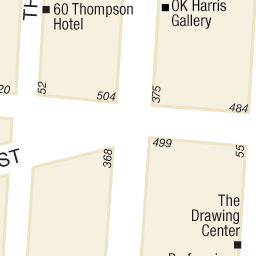 TH
60 Thompson
Hotel
OK Harris
Gallery
20
52
504
375
484
ST
368
499
55
The
Drawing
Center